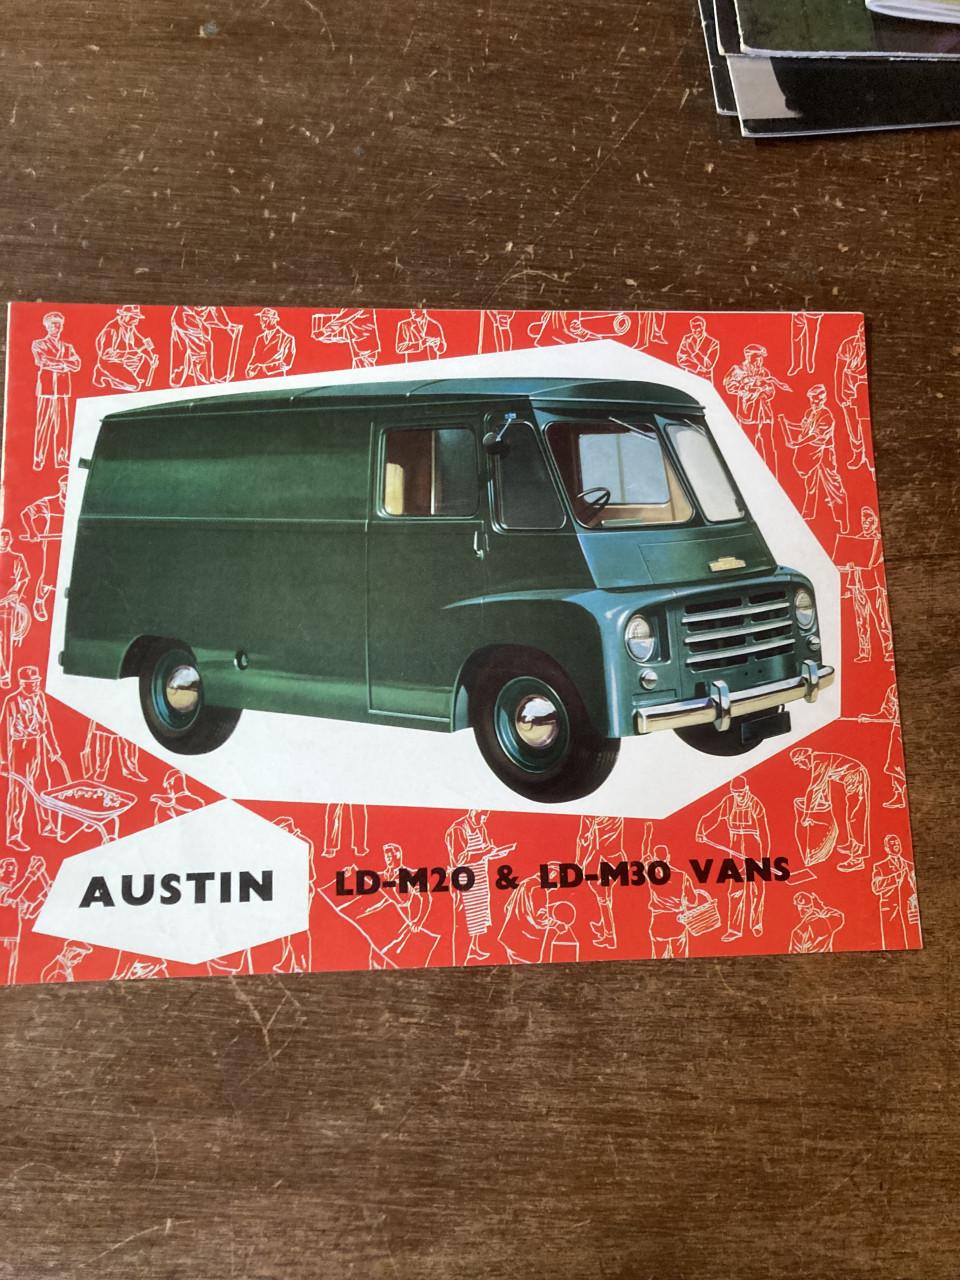 AUSTIN
LD-M20 & LD-M30 VANS